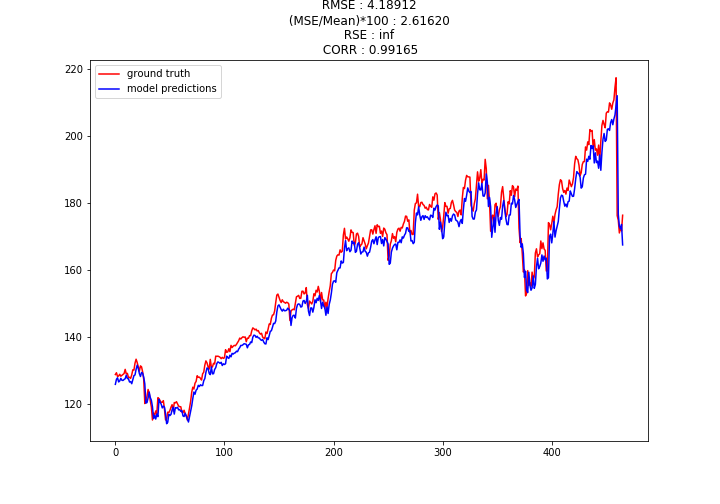 RMSE : 4.18912
(MSE/Mean)*100 : 2.61620
RSE : inf
CORR : 0.99165
ground truth
model predictions
220
200
180
160
140
120
0 100 200 300 400